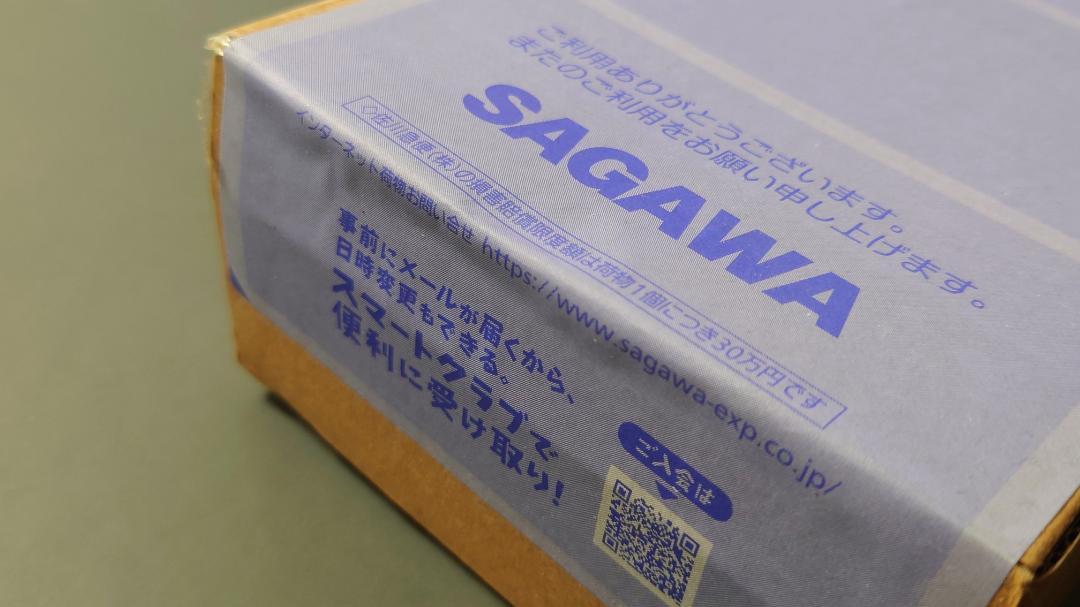 ご利用ありがとうございます。
またのご利用をお願い申し上げます。
SAGAWA
◇佐川急便(株)の損害賠償限度額は荷物1個につき30万円です
インターネット荷物お問い合せ https://www.sagawa-exp.co.jp/
事前にメールが届くから、
日時変更もできる。
スマートクラブで
便利に受け取り!
ご入会は